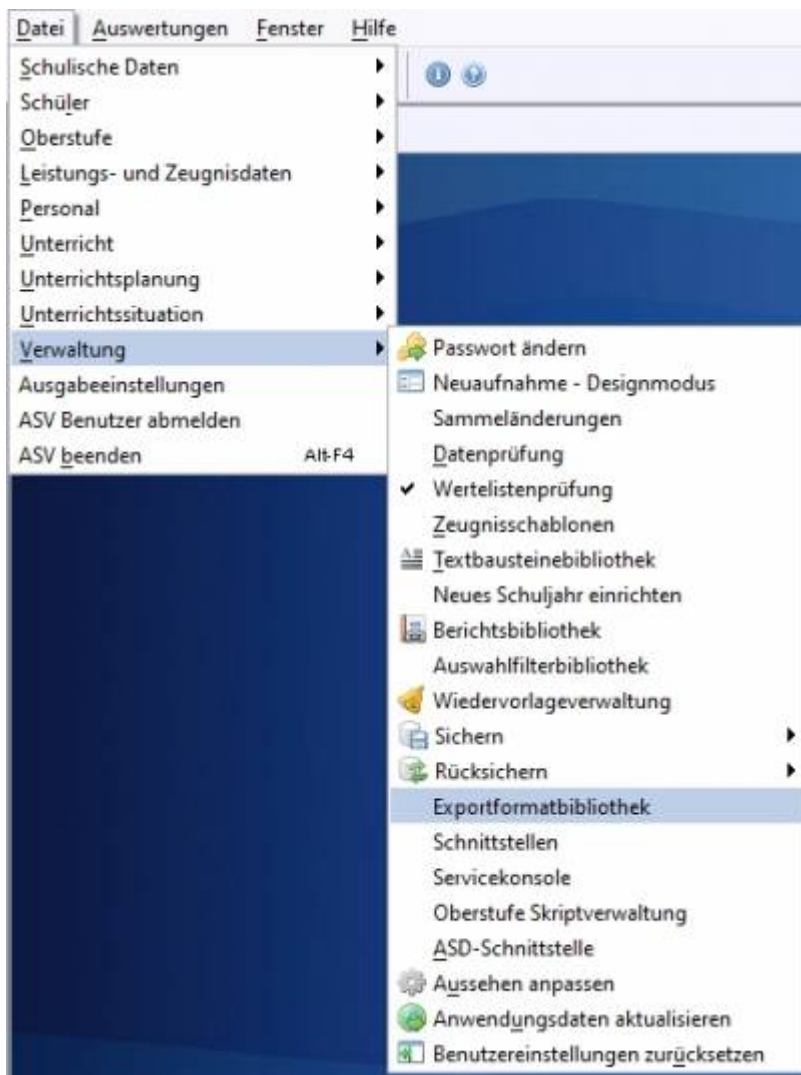 Datei Auswertungen Fenster Hilfe
Schulische Daten
Schüler
Oberstufe
Leistungs- und Zeugnisdaten
Personal
Unterricht
Unterrichtsplanung
Unterrichtssituation
Verwaltung
Ausgabeeinstellungen
ASV Benutzer abmelden
ASV beenden Alt-F4
Passwort ändern
Neuaufnahme - Designmodus
Sammeländerungen
Datenprüfung
Wertelistenprüfung
Zeugnisschablonen
Textbausteinebibliothek
Neues Schuljahr einrichten
Berichtsbibliothek
Auswahlfilterbibliothek
Wiedervorlageverwaltung
Sichern
Rücksichern
Exportformatbibliothek
Schnittstellen
Servicekonsole
Oberstufe Skriptverwaltung
ASD-Schnittstelle
Aussehen anpassen
Anwendungsdaten aktualisieren
Benutzereinstellungen zurücksetzen